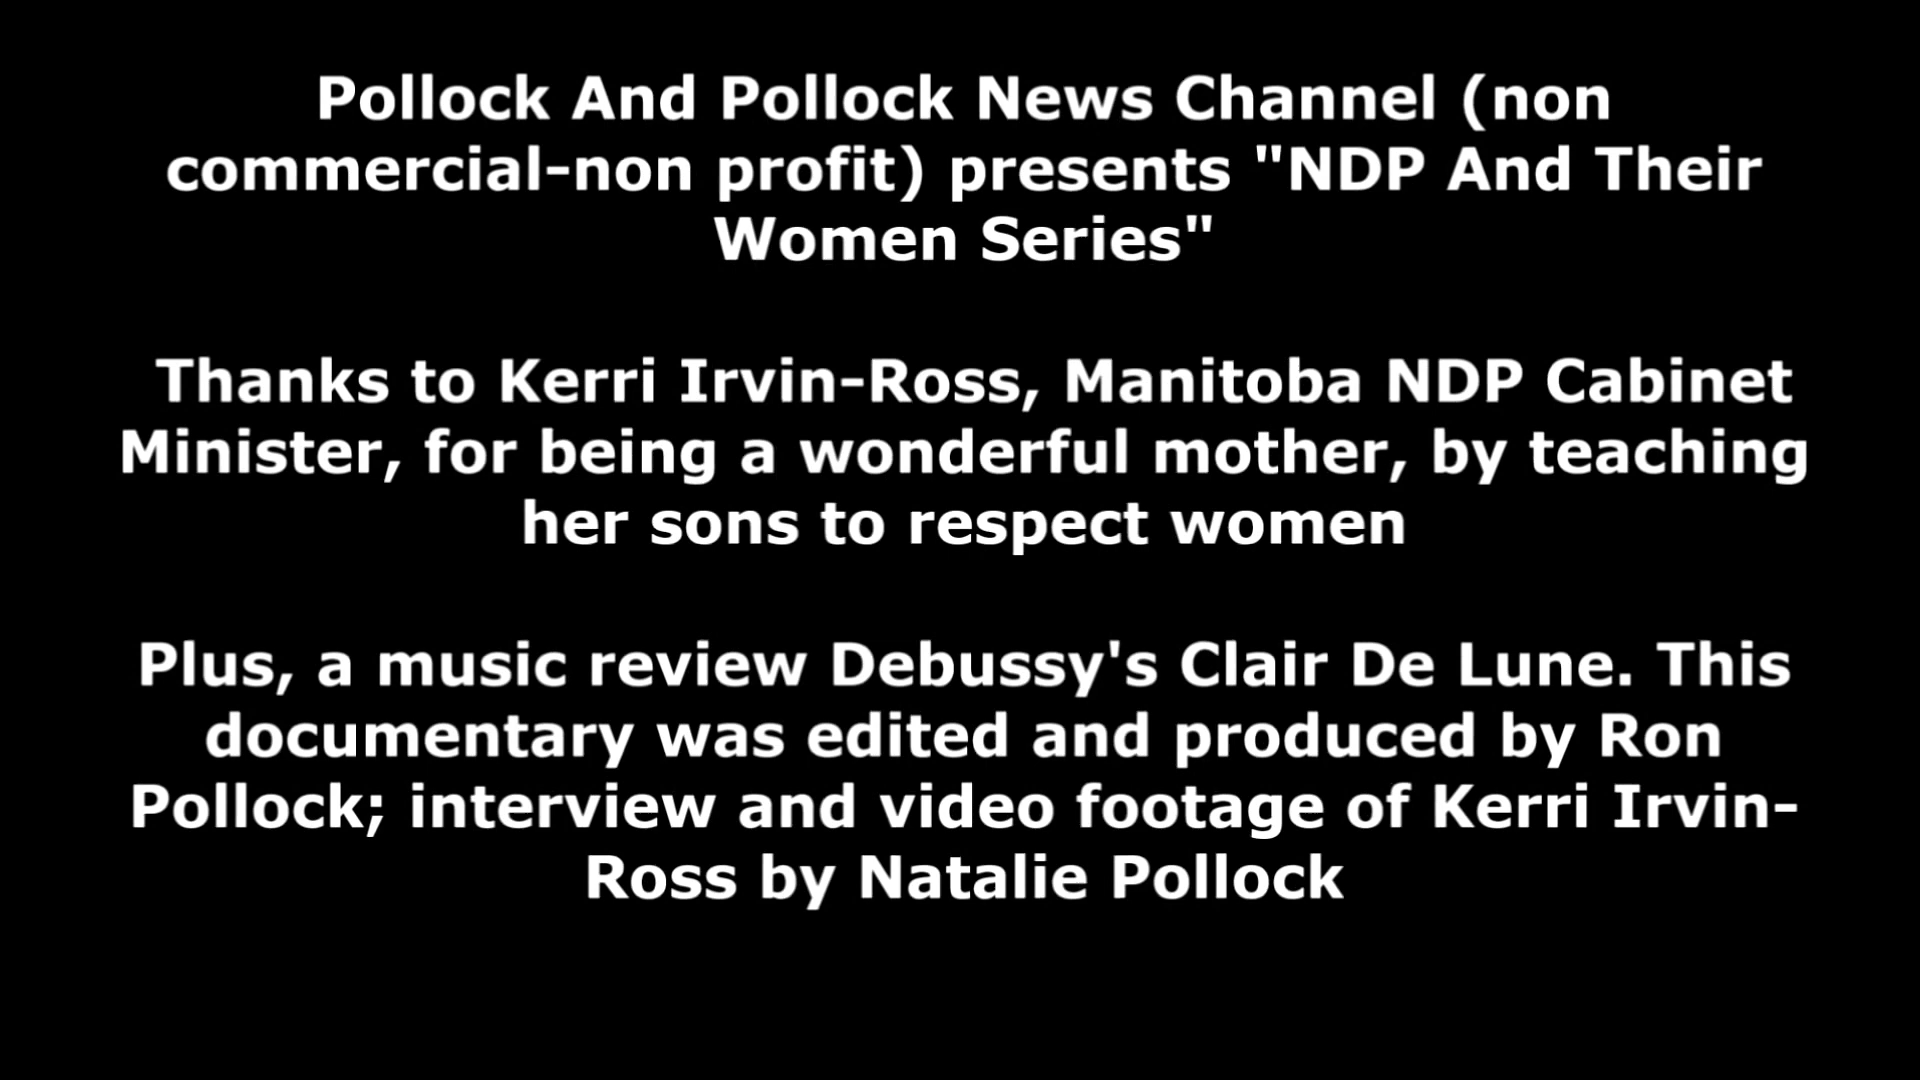 Pollock And Pollock News Channel (non
commercial-non profit) presents "NDP And Their
Women Series"
Thanks to Kerri Irvin-Ross, Manitoba NDP Cabinet
Minister, for being a wonderful mother, by teaching
her sons to respect women
Plus, a music review Debussy's Clair De Lune. This
documentary was edited and produced by Ron
Pollock; interview and video footage of Kerri Irvin-
Ross by Natalie Pollock